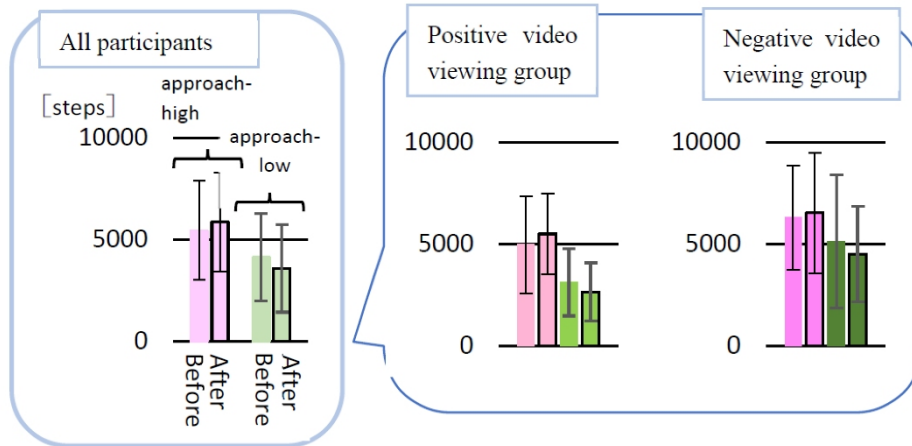 All participants
[steps]
approach-
high
approach-
low
10000
5000
0
Before
After
Before
After
Positive video
viewing group
10000
5000
0
Negative video
viewing group
10000
5000
0